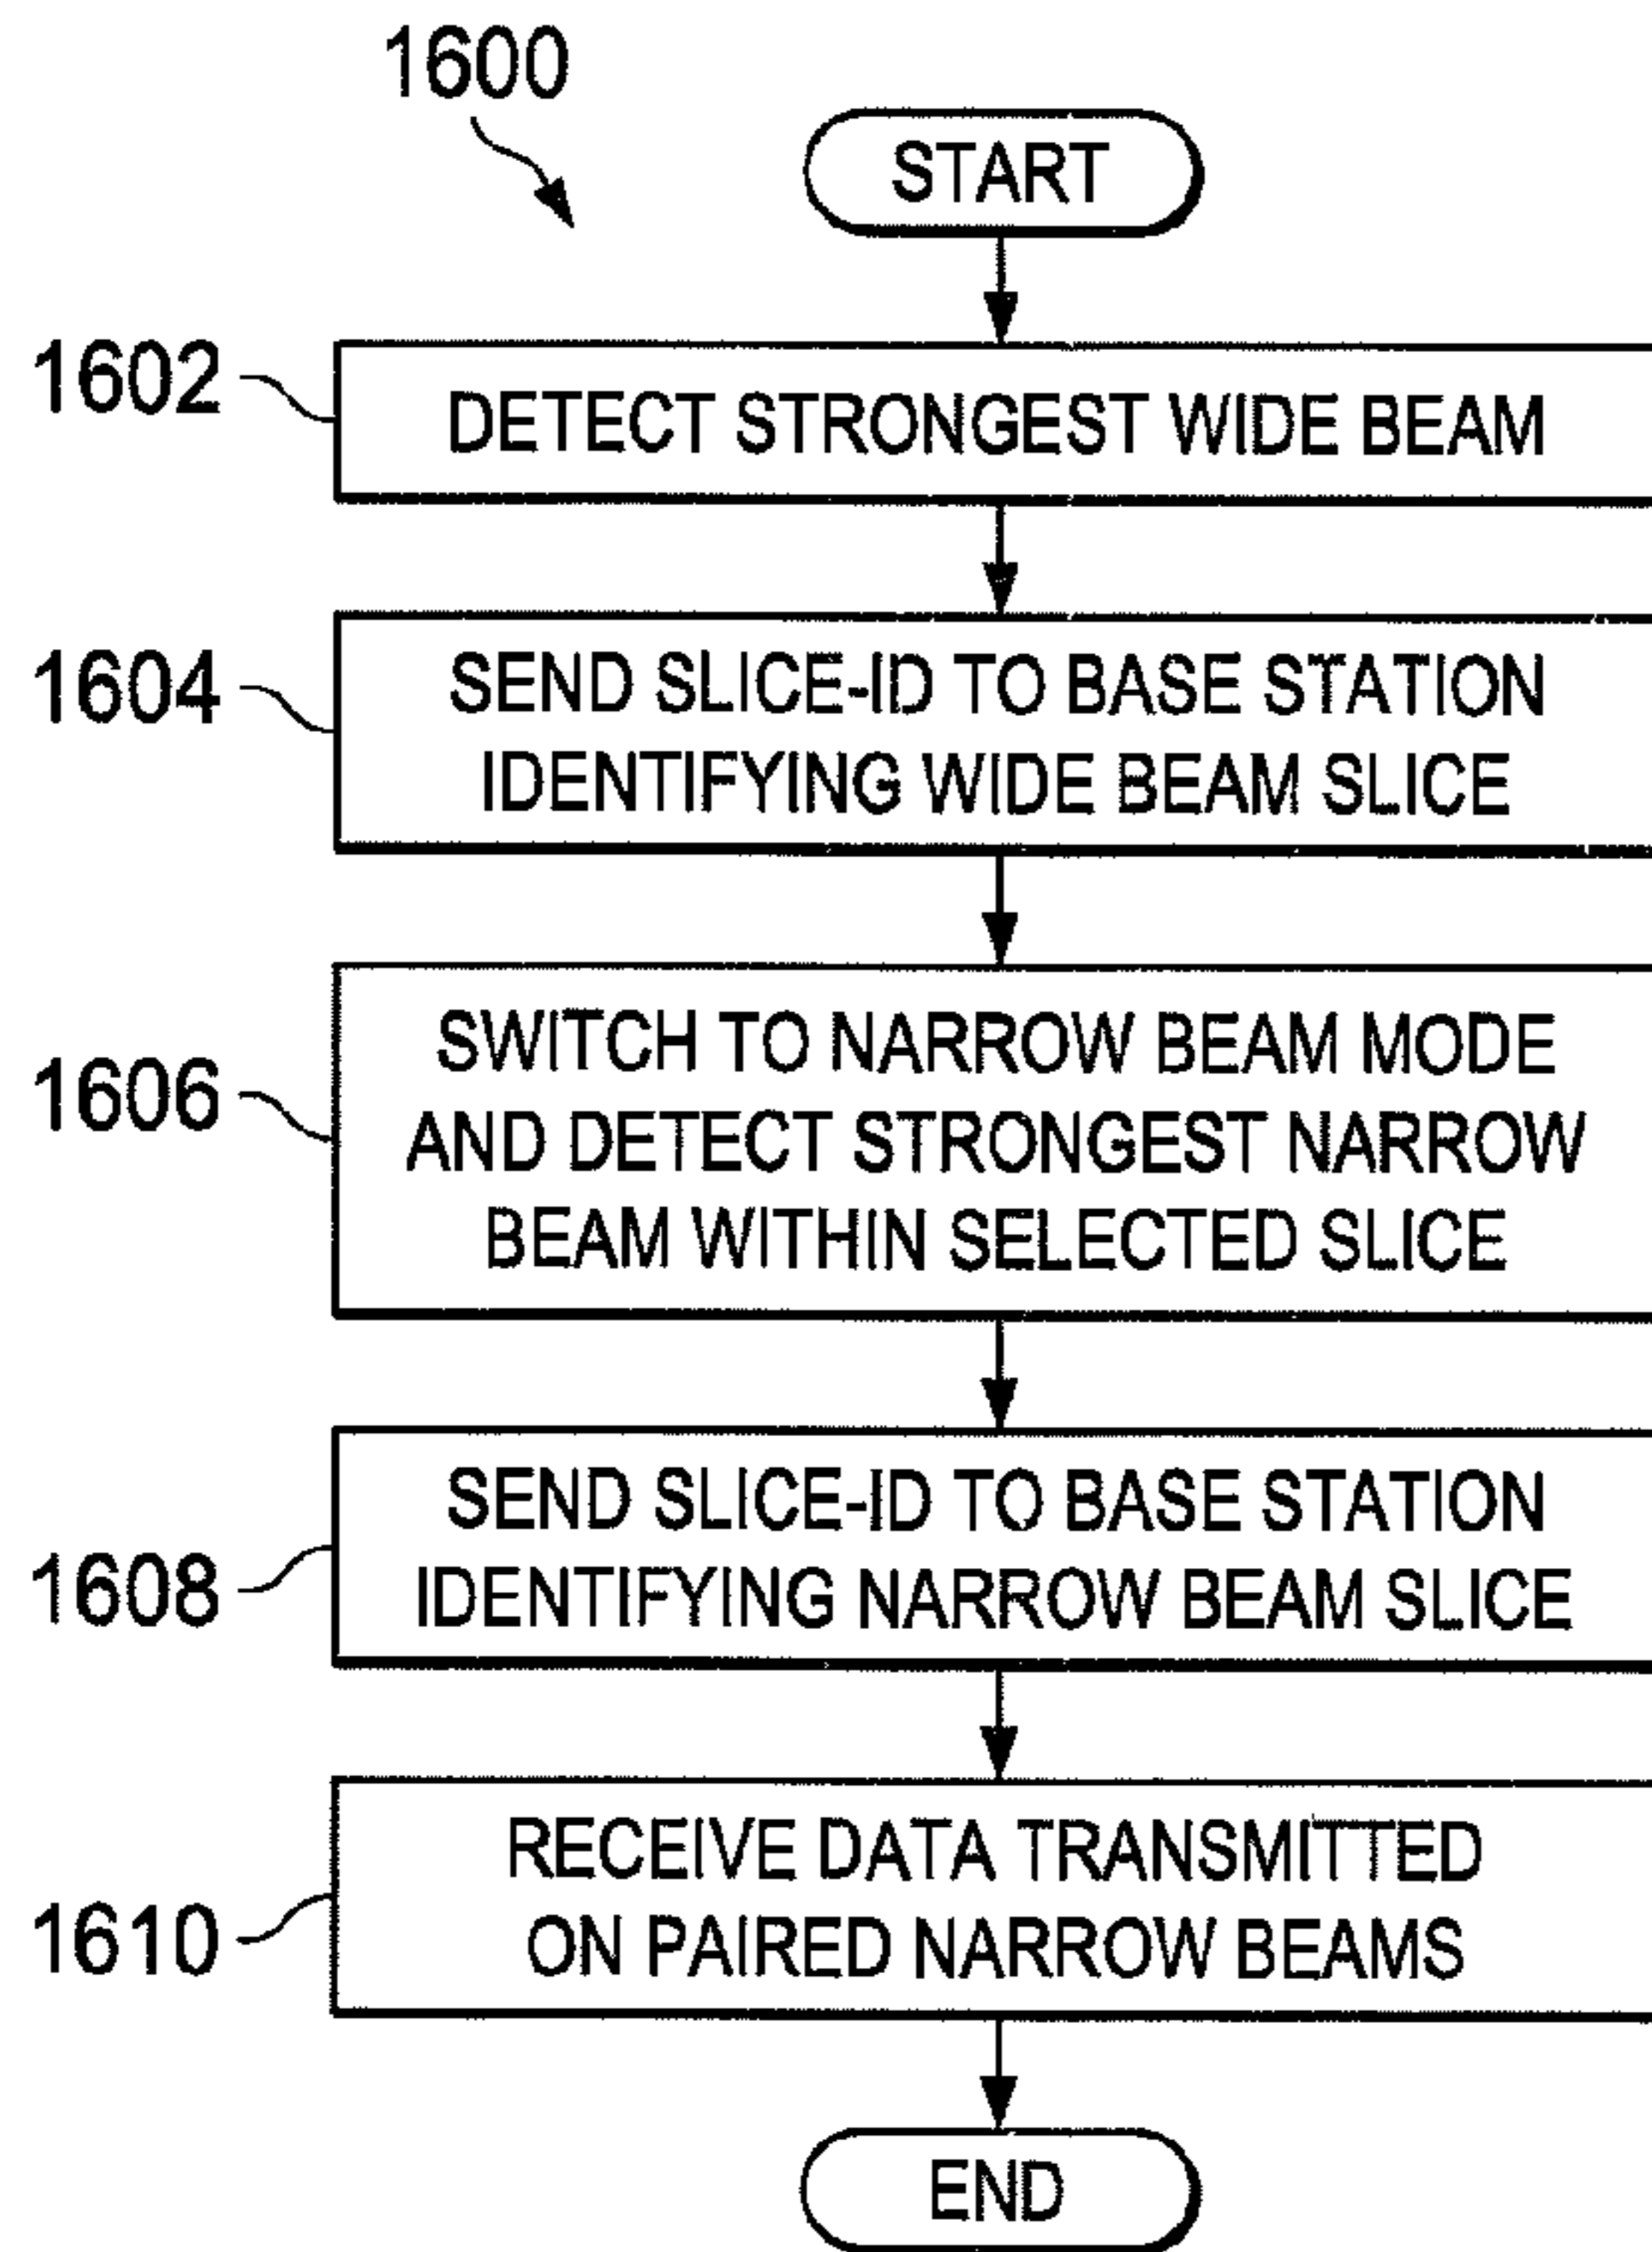 1600
START
1602
DETECT STRONGEST WIDE BEAM
1604
SEND SLICE-ID TO BASE STATION
IDENTIFYING WIDE BEAM SLICE
1606
SWITCH TO NARROW BEAM MODE
AND DETECT STRONGEST NARROW
BEAM WITHIN SELECTED SLICE
1608
SEND SLICE-ID TO BASE STATION
IDENTIFYING NARROW BEAM SLICE
1610
RECEIVE DATA TRANSMITTED
ON PAIRED NARROW BEAMS
END